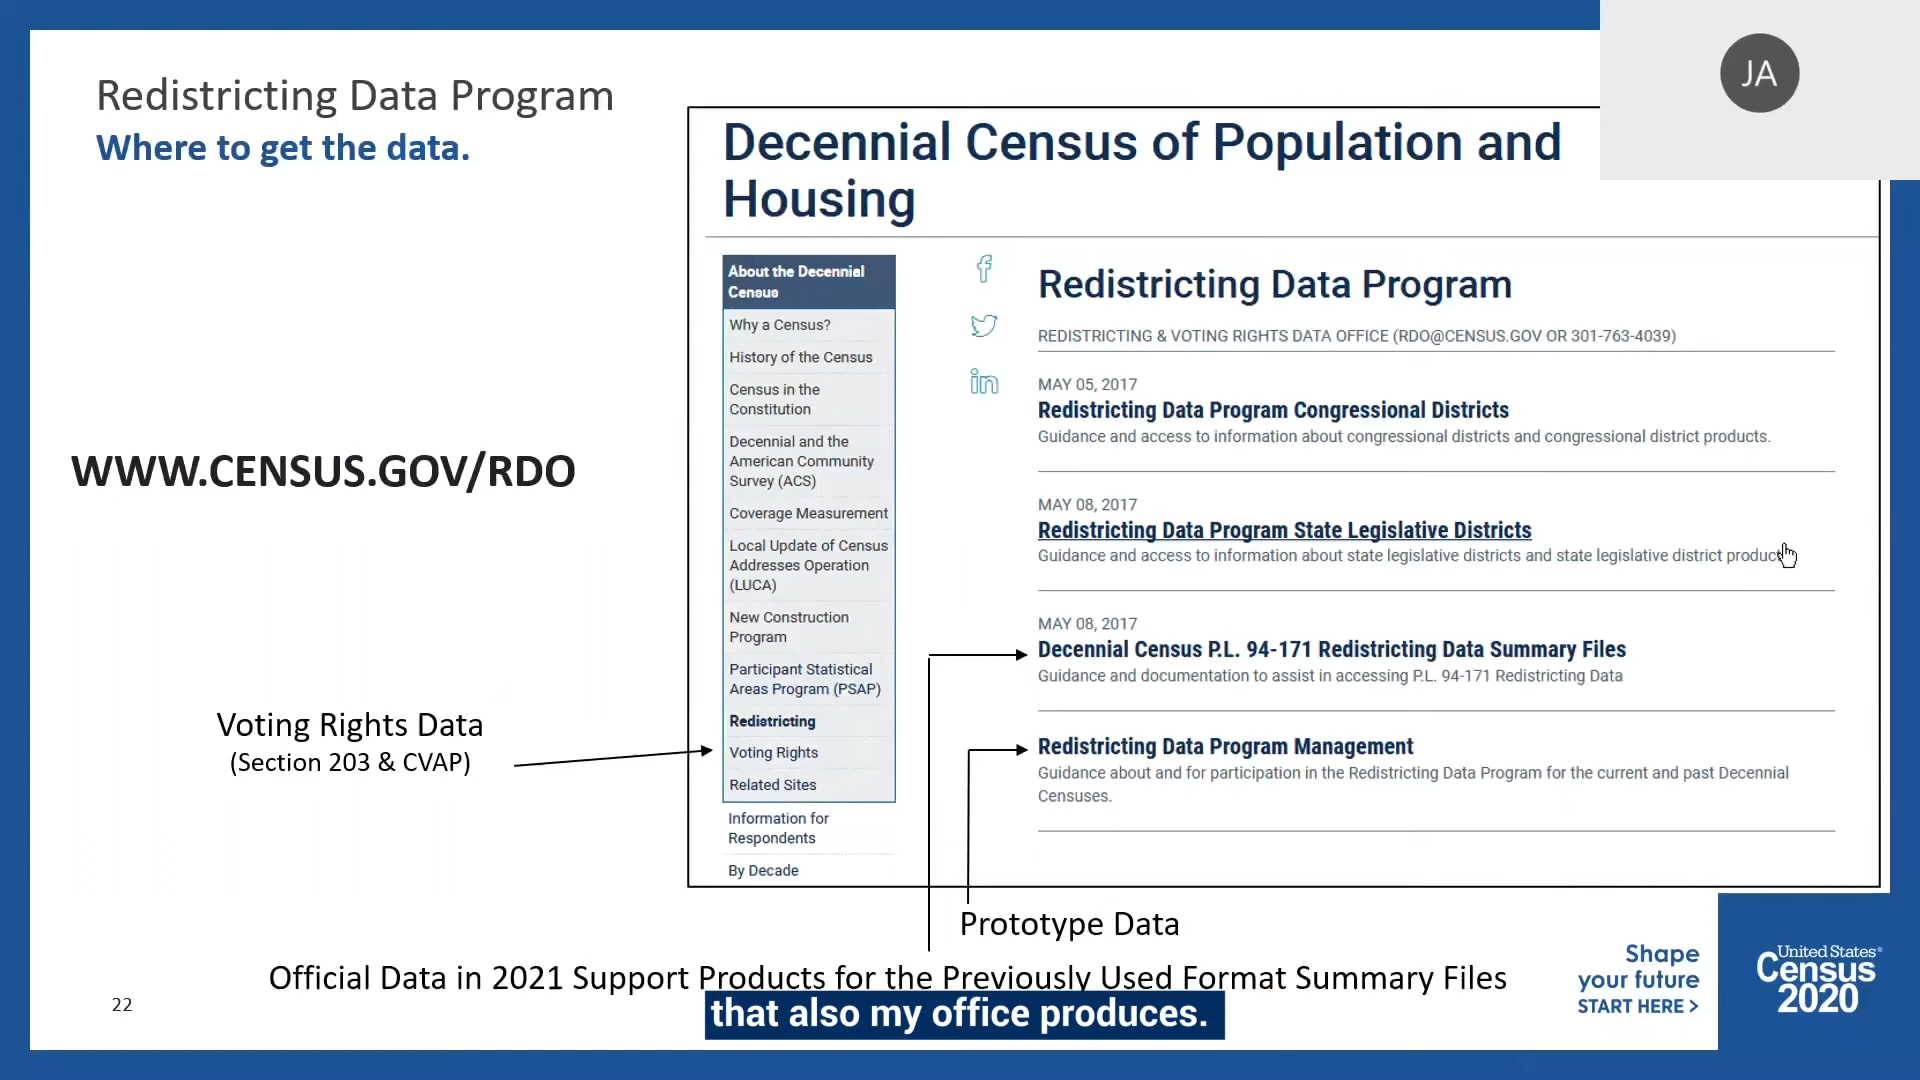 Redistricting Data Program
Where to get the data.
JA
WWW.CENSUS.GOV/RDO
Voting Rights Data
(Section 203 & CVAP)
Decennial Census of Population and
Housing
About the Decennial
Census
Why a Census?
History of the Census
Census in the
Constitution
Decennial and the
American Community
Survey (ACS)
Coverage Measurement
Local Update of Census
Addresses Operation
(LUCA)
New Construction
Program
Participant Statistical
Areas Program (PSAP)
Redistricting
Voting Rights
Related Sites
Information for
Respondents
By Decade
Redistricting Data Program
REDISTRICTING & VOTING RIGHTS DATA OFFICE (RDO@CENSUS.GOV OR 301-763-4039)
MAY 05, 2017
Redistricting Data Program Congressional Districts
Guidance and access to information about congressional districts and congressional district products.
MAY 08, 2017
Redistricting Data Program State Legislative Districts
Guidance and access to information about state legislative districts and state legislative district produc
MAY 08, 2017
Decennial Census P.L. 94-171 Redistricting Data Summary Files
Guidance and documentation to assist in accessing P.L. 94-171 Redistricting Data
Redistricting Data Program Management
Guidance about and for participation in the Redistricting Data Program for the current and past Decennial
Censuses.
Prototype Data
Official Data in 2021 Support Products for the Previously Used Format Summary Files
that also my office produces.
22
Shape
your future
START HERE >
United States®
Census
2020